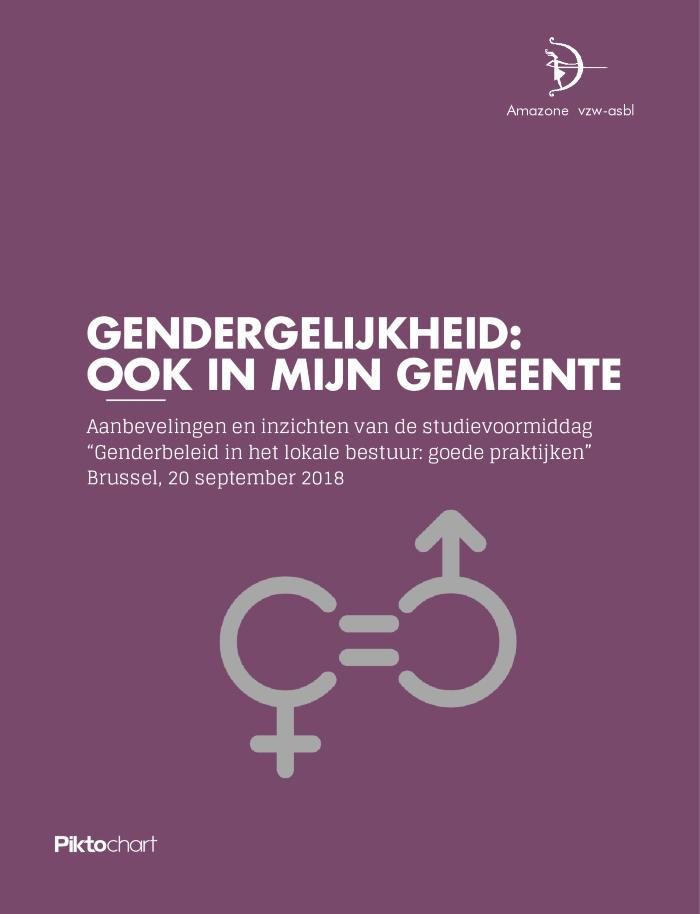 Amazone vzw-asbl
GENDERGELIJKHEID:
OOK IN MIJN GEMEENTE
Aanbevelingen en inzichten van de studievoormiddag
“Genderbeleid in het lokale bestuur: goede praktijken”
Brussel, 20 september 2018
Piktochart